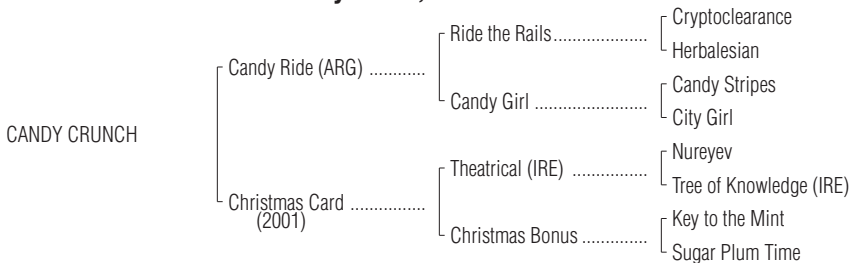 Cryptoclearance
Ride the Rails....................
Herbalesian
Candy Ride (ARG) ............
Candy Stripes
Candy Girl ........................
City Girl
CANDY CRUNCH
Nureyev
Theatrical (IRE) ................
Tree of Knowledge (IRE)
Christmas Card ................
(2001)
Key to the Mint
Christmas Bonus ..............
Sugar Plum Time